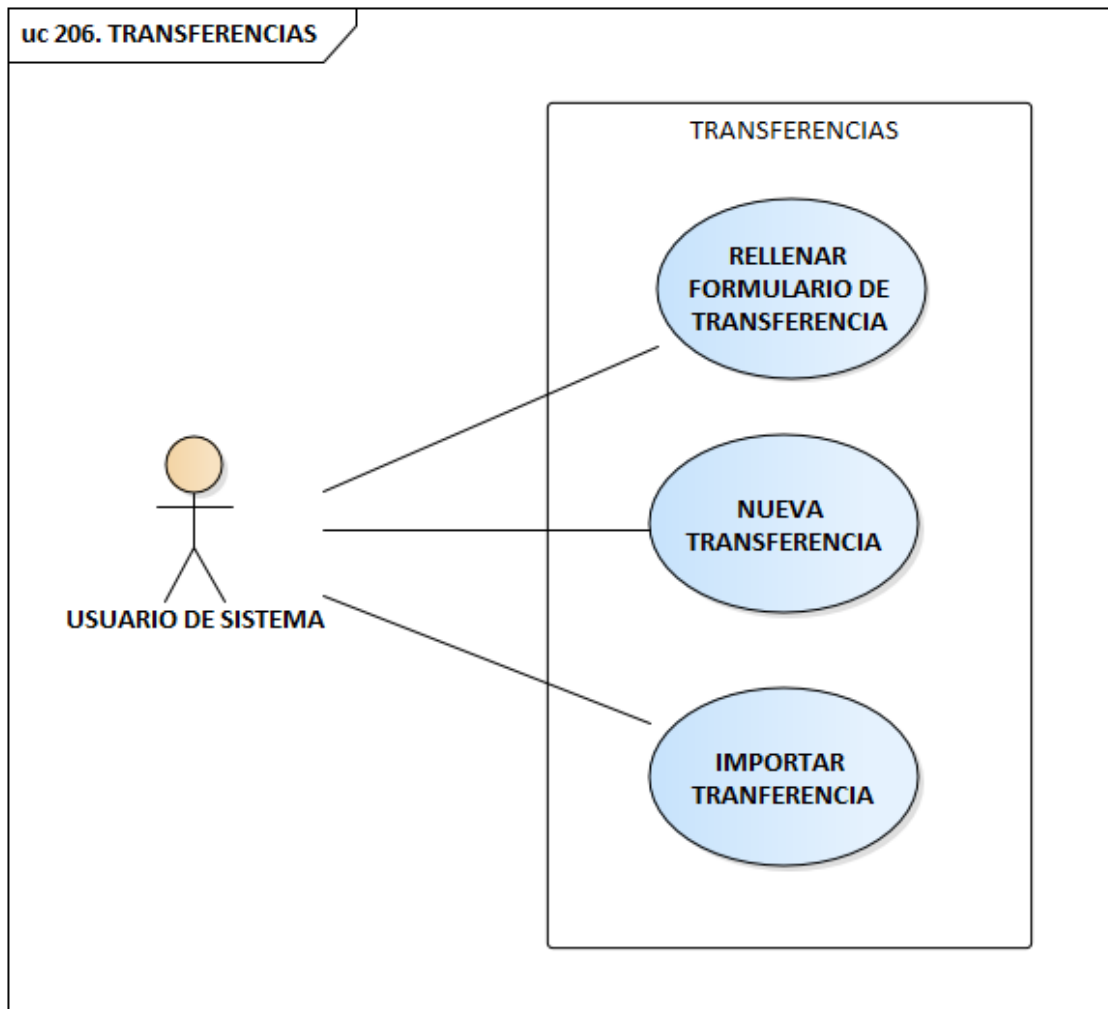 uc 206. TRANSFERENCIAS
TRANSFERENCIAS
RELLENAR
FORMULARIO DE
TRANSFERENCIA
NUEVA
TRANSFERENCIA
USUARIO DE SISTEMA
IMPORTAR
TRANFERENCIA